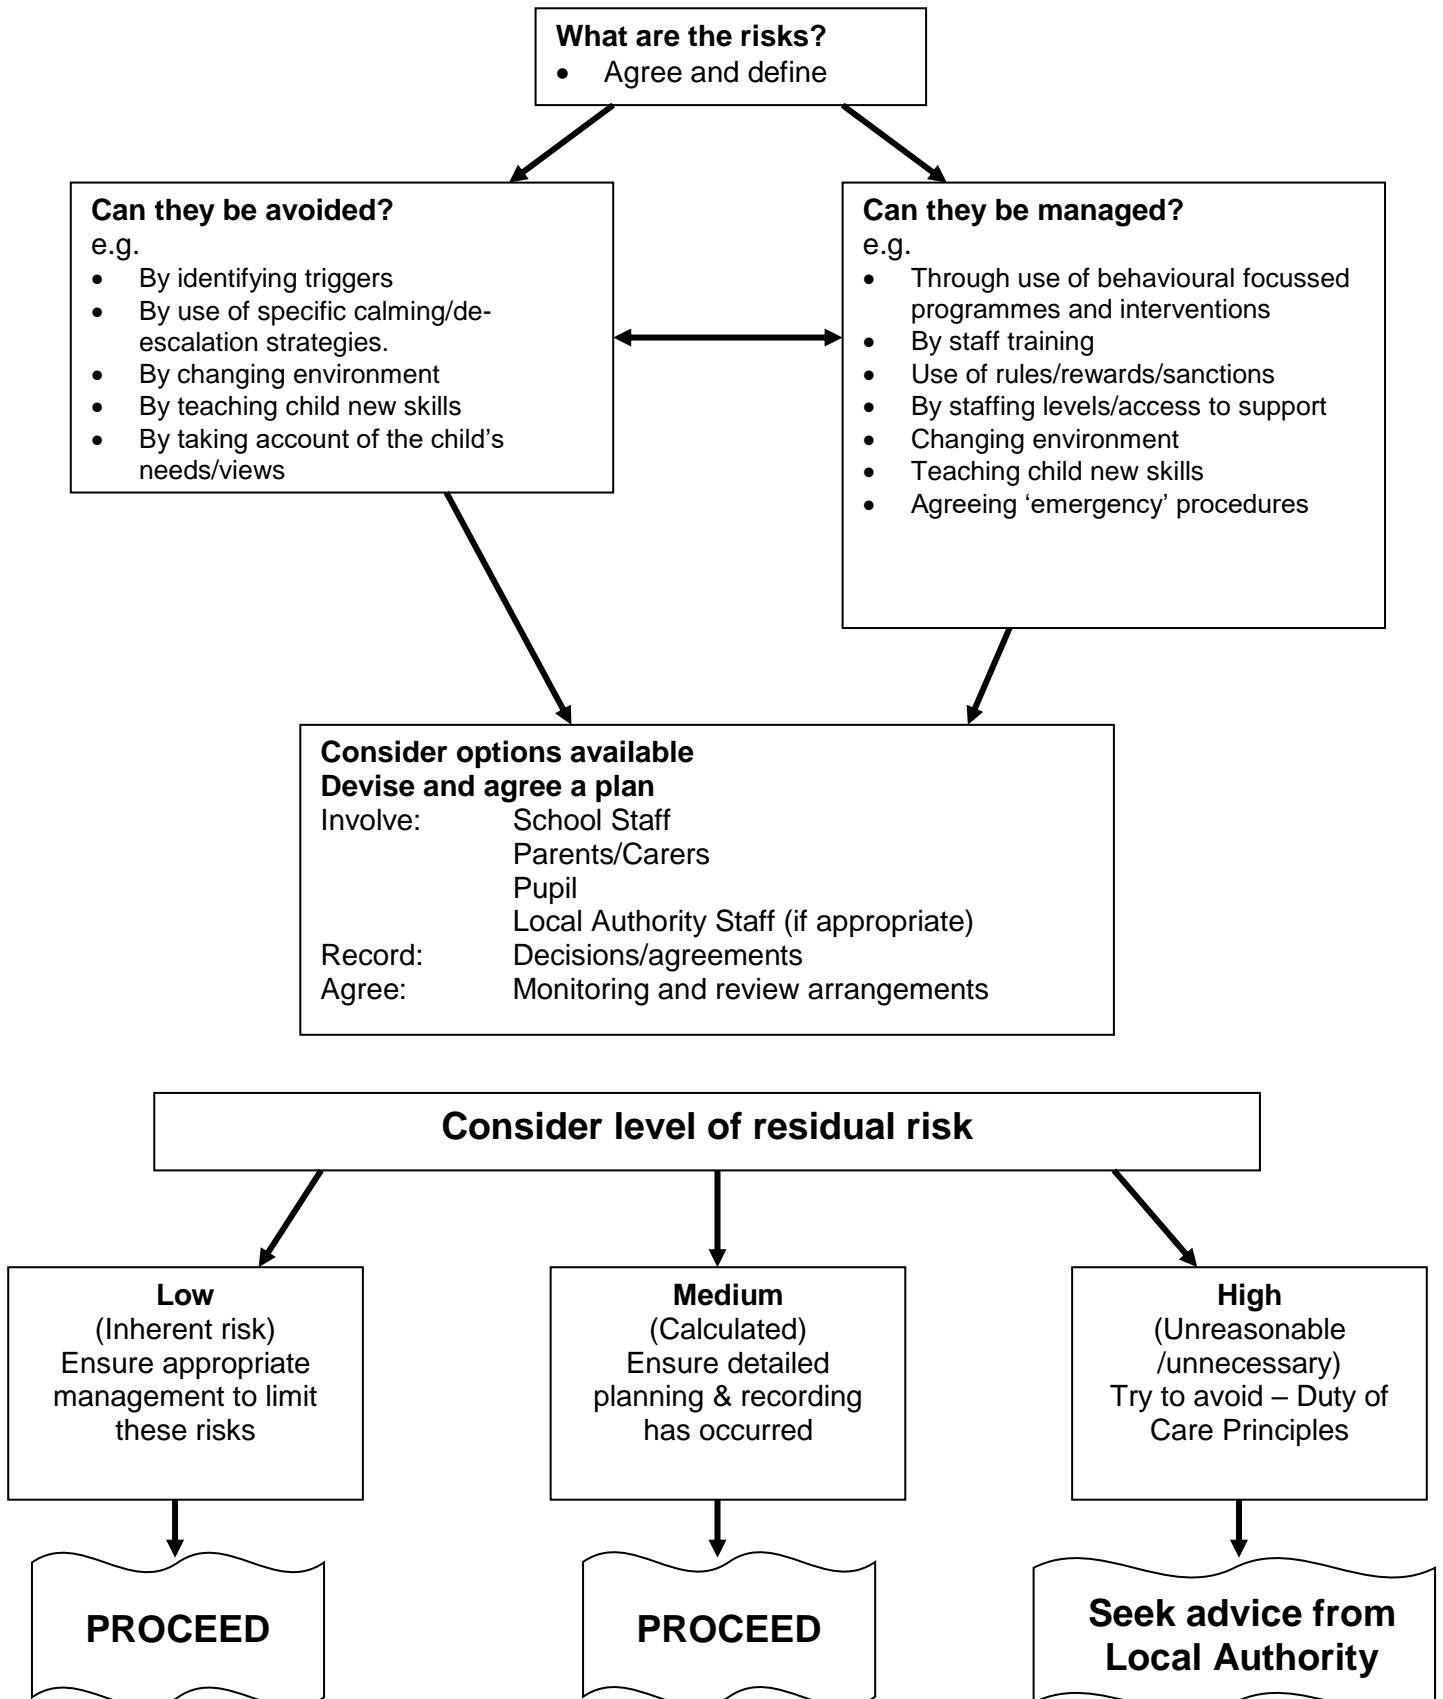 What are the risks?
• Agree and define
Can they be avoided?
e.g.
• By identifying triggers
• By use of specific calming/de-
escalation strategies.
• By changing environment
• By teaching child new skills
• By taking account of the child's
needs/views
Can they be managed?
e.g.
• Through use of behavioural focussed
programmes and interventions
• By staff training
• Use of rules/rewards/sanctions
• By staffing levels/access to support
• Changing environment
• Teaching child new skills
• Agreeing ‘emergency’ procedures
Consider options available
Devise and agree a plan
Involve: School Staff
Parents/Carers
Pupil
Local Authority Staff (if appropriate)
Record: Decisions/agreements
Agree: Monitoring and review arrangements
Consider level of residual risk
Low
(Inherent risk)
Ensure appropriate
management to limit
these risks
Medium
(Calculated)
Ensure detailed
planning & recording
has occurred
High
(Unreasonable
/unnecessary)
Try to avoid – Duty of
Care Principles
PROCEED
PROCEED
Seek advice from
Local Authority